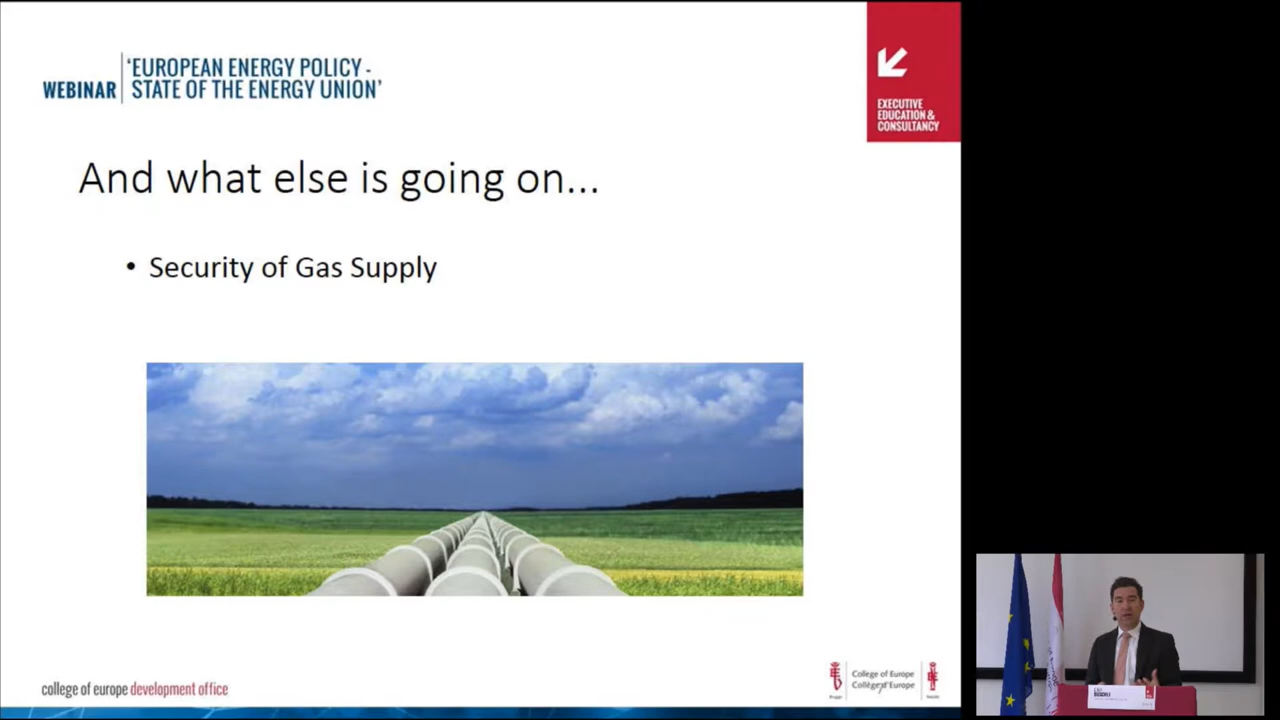 WEBINAR
'EUROPEAN ENERGY POLICY -
STATE OF THE ENERGY UNION'
EXECUTIVE
EDUCATION &
CONSULTANCY
And what else is going on...
• Security of Gas Supply
college of europe development office
College of Europe
Collège d'Europe